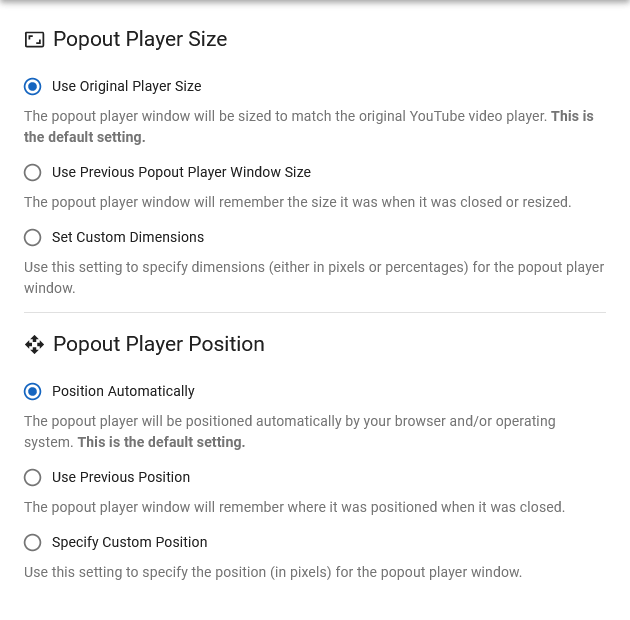 Popout Player Size
Use Original Player Size
The popout player window will be sized to match the original YouTube video player. This is
the default setting.
Use Previous Popout Player Window Size
The popout player window will remember the size it was when it was closed or resized.
Set Custom Dimensions
Use this setting to specify dimensions (either in pixels or percentages) for the popout player
window.
Popout Player Position
Position Automatically
The popout player will be positioned automatically by your browser and/or operating
system. This is the default setting.
Use Previous Position
The popout player window will remember where it was positioned when it was closed.
Specify Custom Position
Use this setting to specify the position (in pixels) for the popout player window.